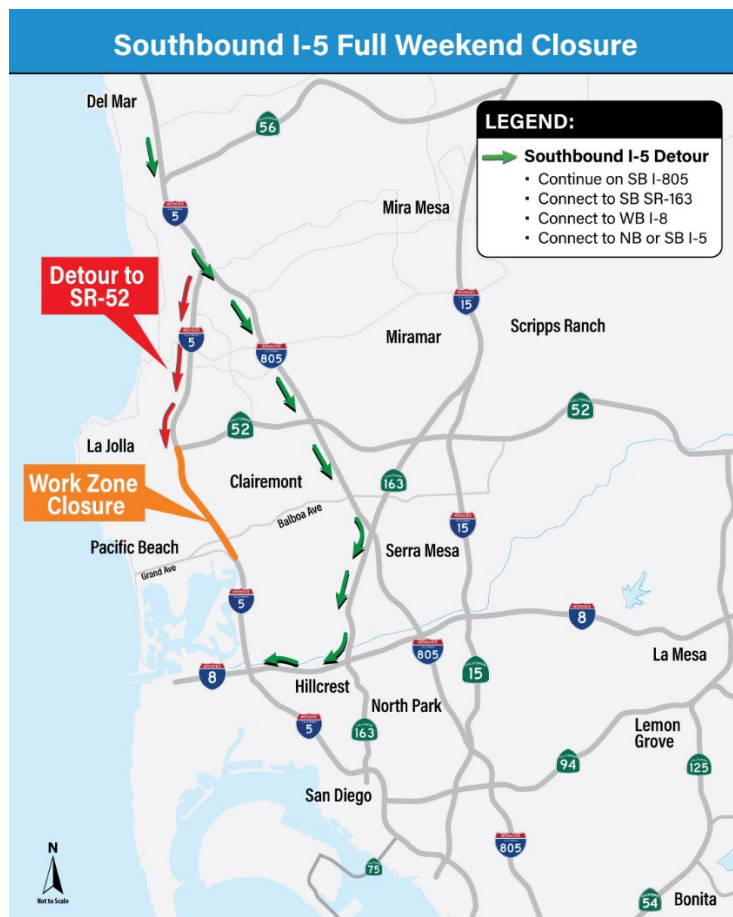 Southbound I-5 Full Weekend Closure
Del Mar
56
LEGEND:
Southbound I-5 Detour
• Continue on SB I-805
• Connect to SB SR-163
• Connect to WB I-8
• Connect to NB or SB I-5
5
Mira Mesa
Detour to
SR-52
15
5
805
Miramar
Scripps Ranch
52
52
La Jolla
Work Zone
Closure
Clairemont
163
Balboa Ave
15
Pacific Beach
Serra Mesa
Grand Ave
5
8
805
La Mesa
8
15
Hillcrest
North Park
5
163
Lemon
Grove
94
125
San Diego
805
N
Not to Scale
75
54
Bonita